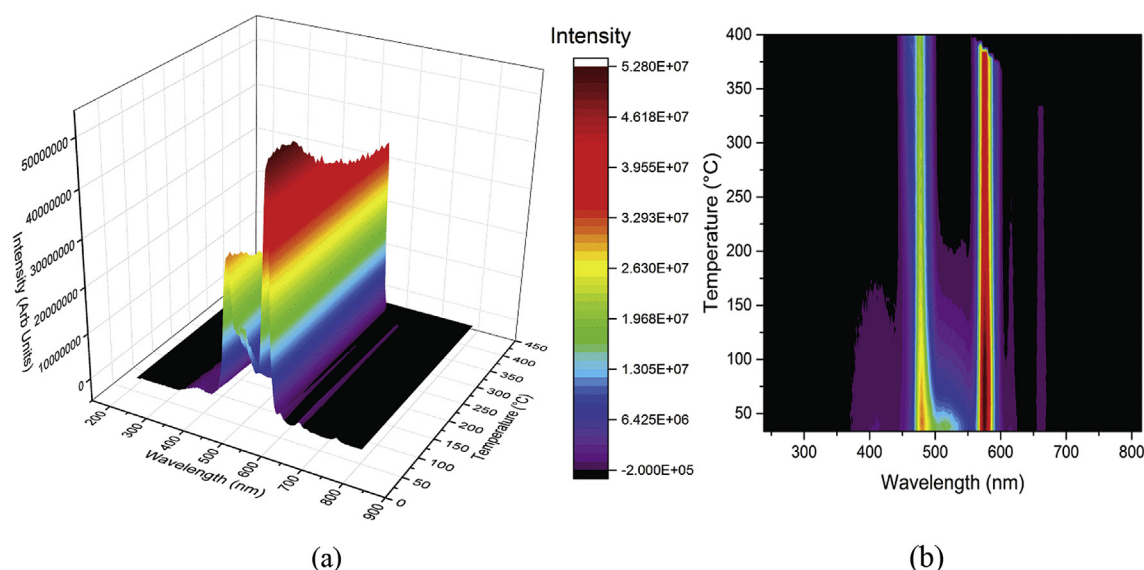 Intensity
5.280E+07
4.618E+07
3.955E+07
3.293E+07
2.630E+07
1.968E+07
1.305E+07
6.425E+06
-2.000E+05
50000000
40000000
30000000
20000000
10000000
0
Intensity (Arb Units)
200
300
400
500
600
700
800
900
Wavelength (nm)
0
50
100
150
200
250
300
350
400
450
Temperature (°C)
(a)
400
350
300
250
200
150
100
50
Temperature (°C)
300
400
500
600
700
800
Wavelength (nm)
(b)